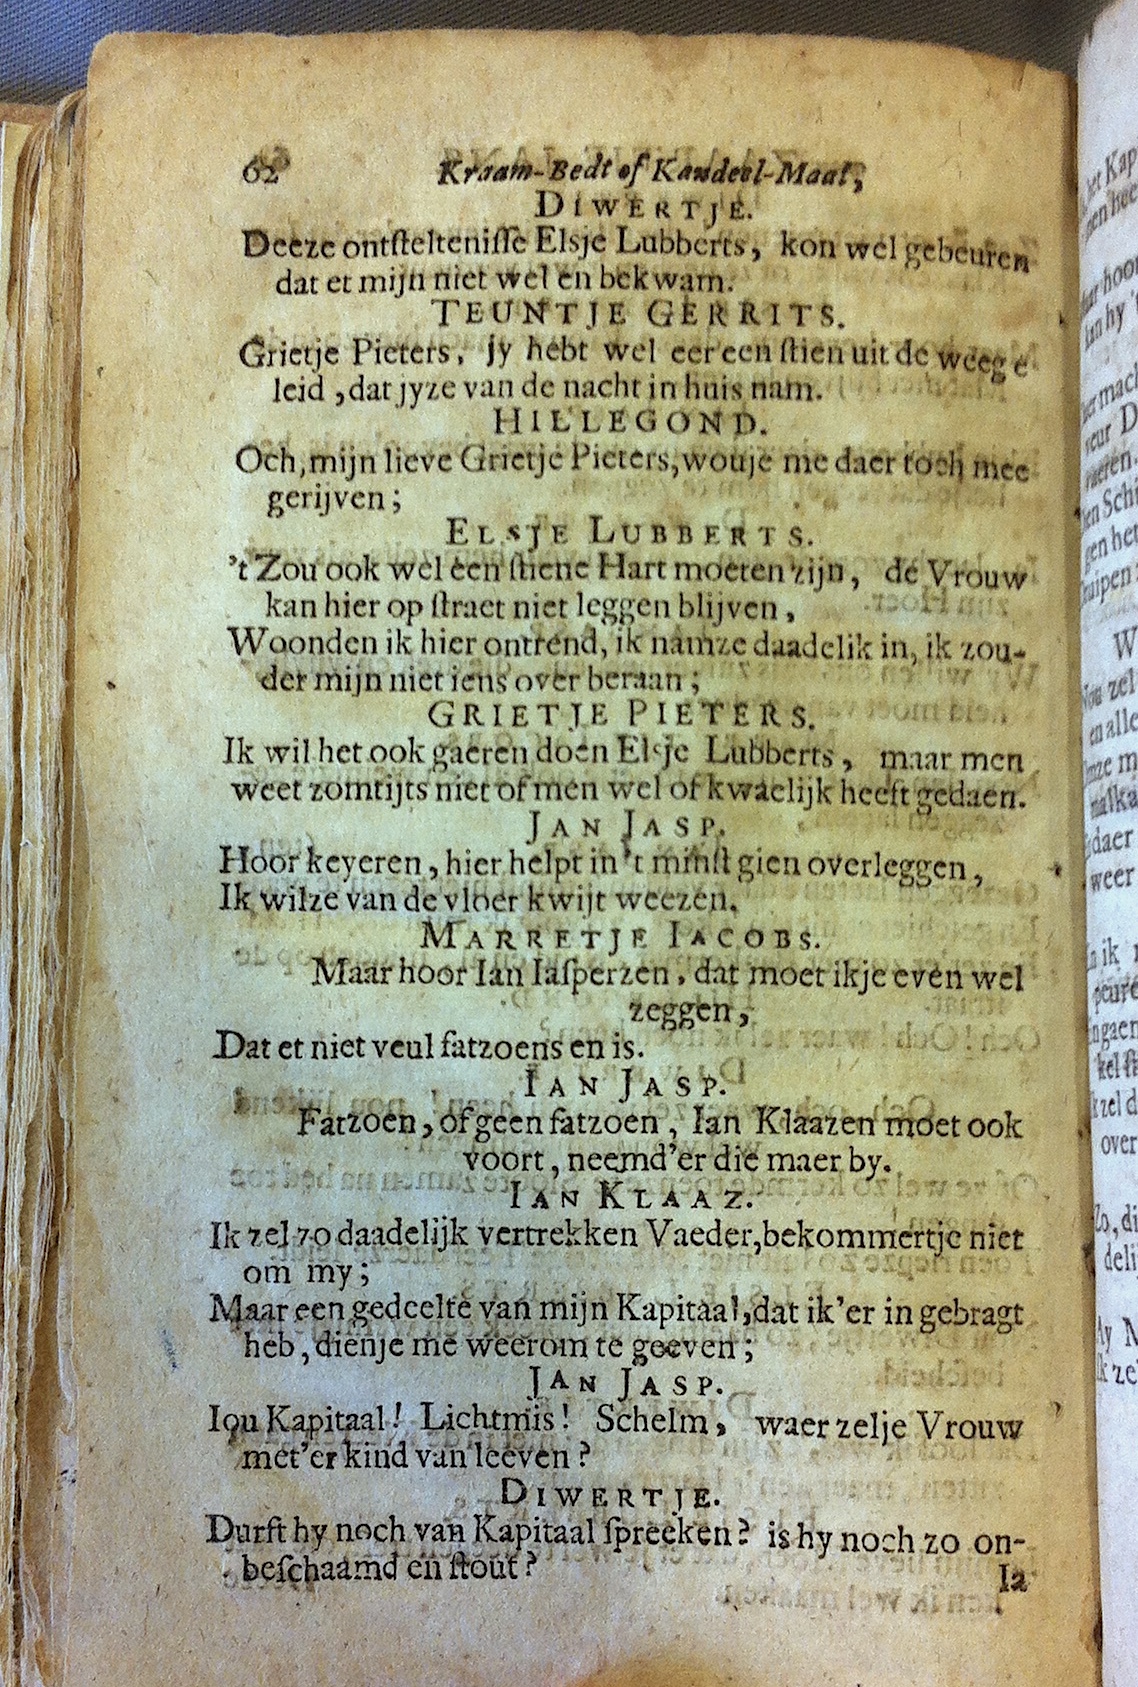 62 Kraam-Bedt of Kandeel-Maal,
DIWERTJE.
Deeze ontſtelteniſſe Elsje Lubberts, kon wel gebeuren
dat et mijn niet wel en bekwam.
TEUNTJE GERRITS.
Grietje Pieters, jy hebt wel eer een ſtien uit de weeg e
leid, dat jyze van de nacht in huis nam.
HILLEGOND.
Och, mijn lieve Grietje Pieters, wouje me daer toch mee
gerijven;
ELSJE LUBBERTS.
't Zou ook wel één ſtiene Hart moeten zijn, de Vrouw
kan hier op ſtraet niet leggen blijven,
Woonden ik hier ontrend, ik namze daadelik in, ik zou-
der mijn niet iens over beraan;
GRIETJE PIETERS.
Ik wil het ook gaeren doen Elsje Lubberts, maar men
weet zomtijts niet of men wel of kwaelijk heeft gedaen.
JAN JASP.
Hoor keyeren, hier helpt in 't minſt gien overleggen,
Ik wilze van de vloer kwijt weezen.
MARRETJE IACOBS.
Maar hoor Ian Iaſperzen, dat moet ikje even wel
zeggen,
Dat et niet veul fatzoens en is.
IAN JASP.
Fatzoen, of geen fatzoen, Ian Klaazen moet ook
voort, neemd'er die maer by.
IAN KLAAZ.
Ik zel zo daadelijk vertrekken Vaeder, bekommertje niet
om my;
Maar een gedeelte van mijn Kapitaal, dat ik'er in gebragt
heb, dienje me weerom te geeven;
JAN JASP.
Iou Kapitaal! Lichtmis! Schelm, waer zelje Vrouw
met'er kind van leeven?
DIWERTJE.
Durft hy noch van Kapitaal ſpreeken? is hy noch zo on-
beſchaamd en ſtout?
Ia